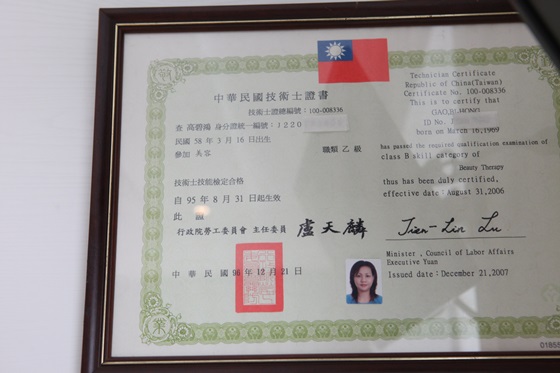 中華民國技術士證書
技術士證總編號：100-008336
查 高碧鴻 身分證統一編號：J220
民國 58 年 3 月 16 日出生
職類乙級
參加 美容
技術士技能檢定合格
自 95 年 8 月 31 日起生效
此 證
行政院勞工委員會 主任委員 盧天麟
中華民國 96 年 12 月 21 日
Technician Certificate
Republic of China(Taiwan)
Certificate No. 100-008336
This is to certify that
ID No. J
born on March 16,1969
has passed the required qualification examination of
class B skill category of
Beauty Therapy
thus has been duly certified,
effective date : August 31,2006
Tien-Lin Lu
Minister , Council of Labor Affairs
Executive Yuan
Issued date : December 21,2007